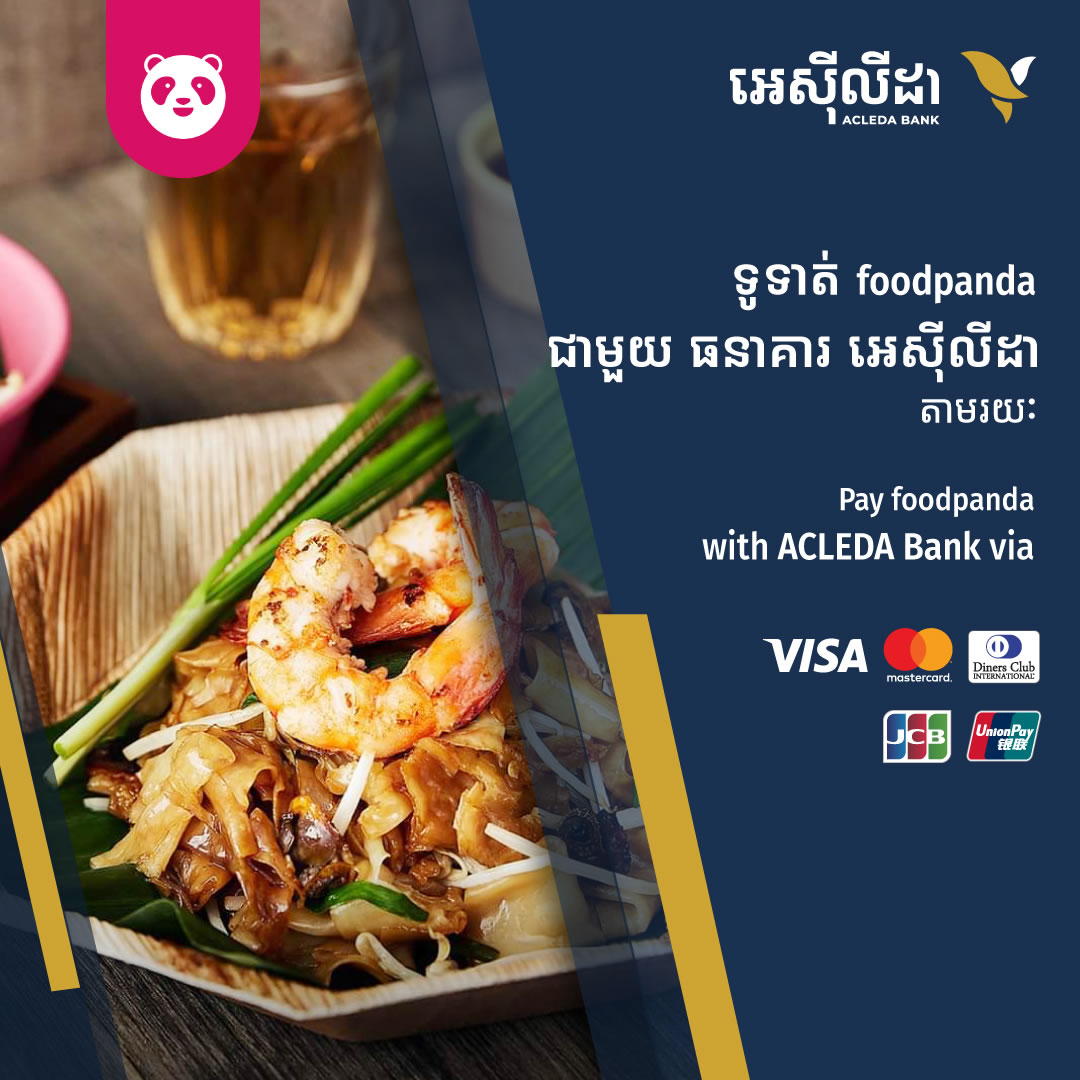 អេស៊ីលីដា
ACLEDA BANK
ទូទាត់ foodpanda
ជាមួយ ធនាគារ អេស៊ីលីដា
តាមរយៈ
Pay foodpanda
with ACLEDA Bank via
VISA
mastercard.
Diners Club
INTERNATIONAL
JCB
UnionPay
银联